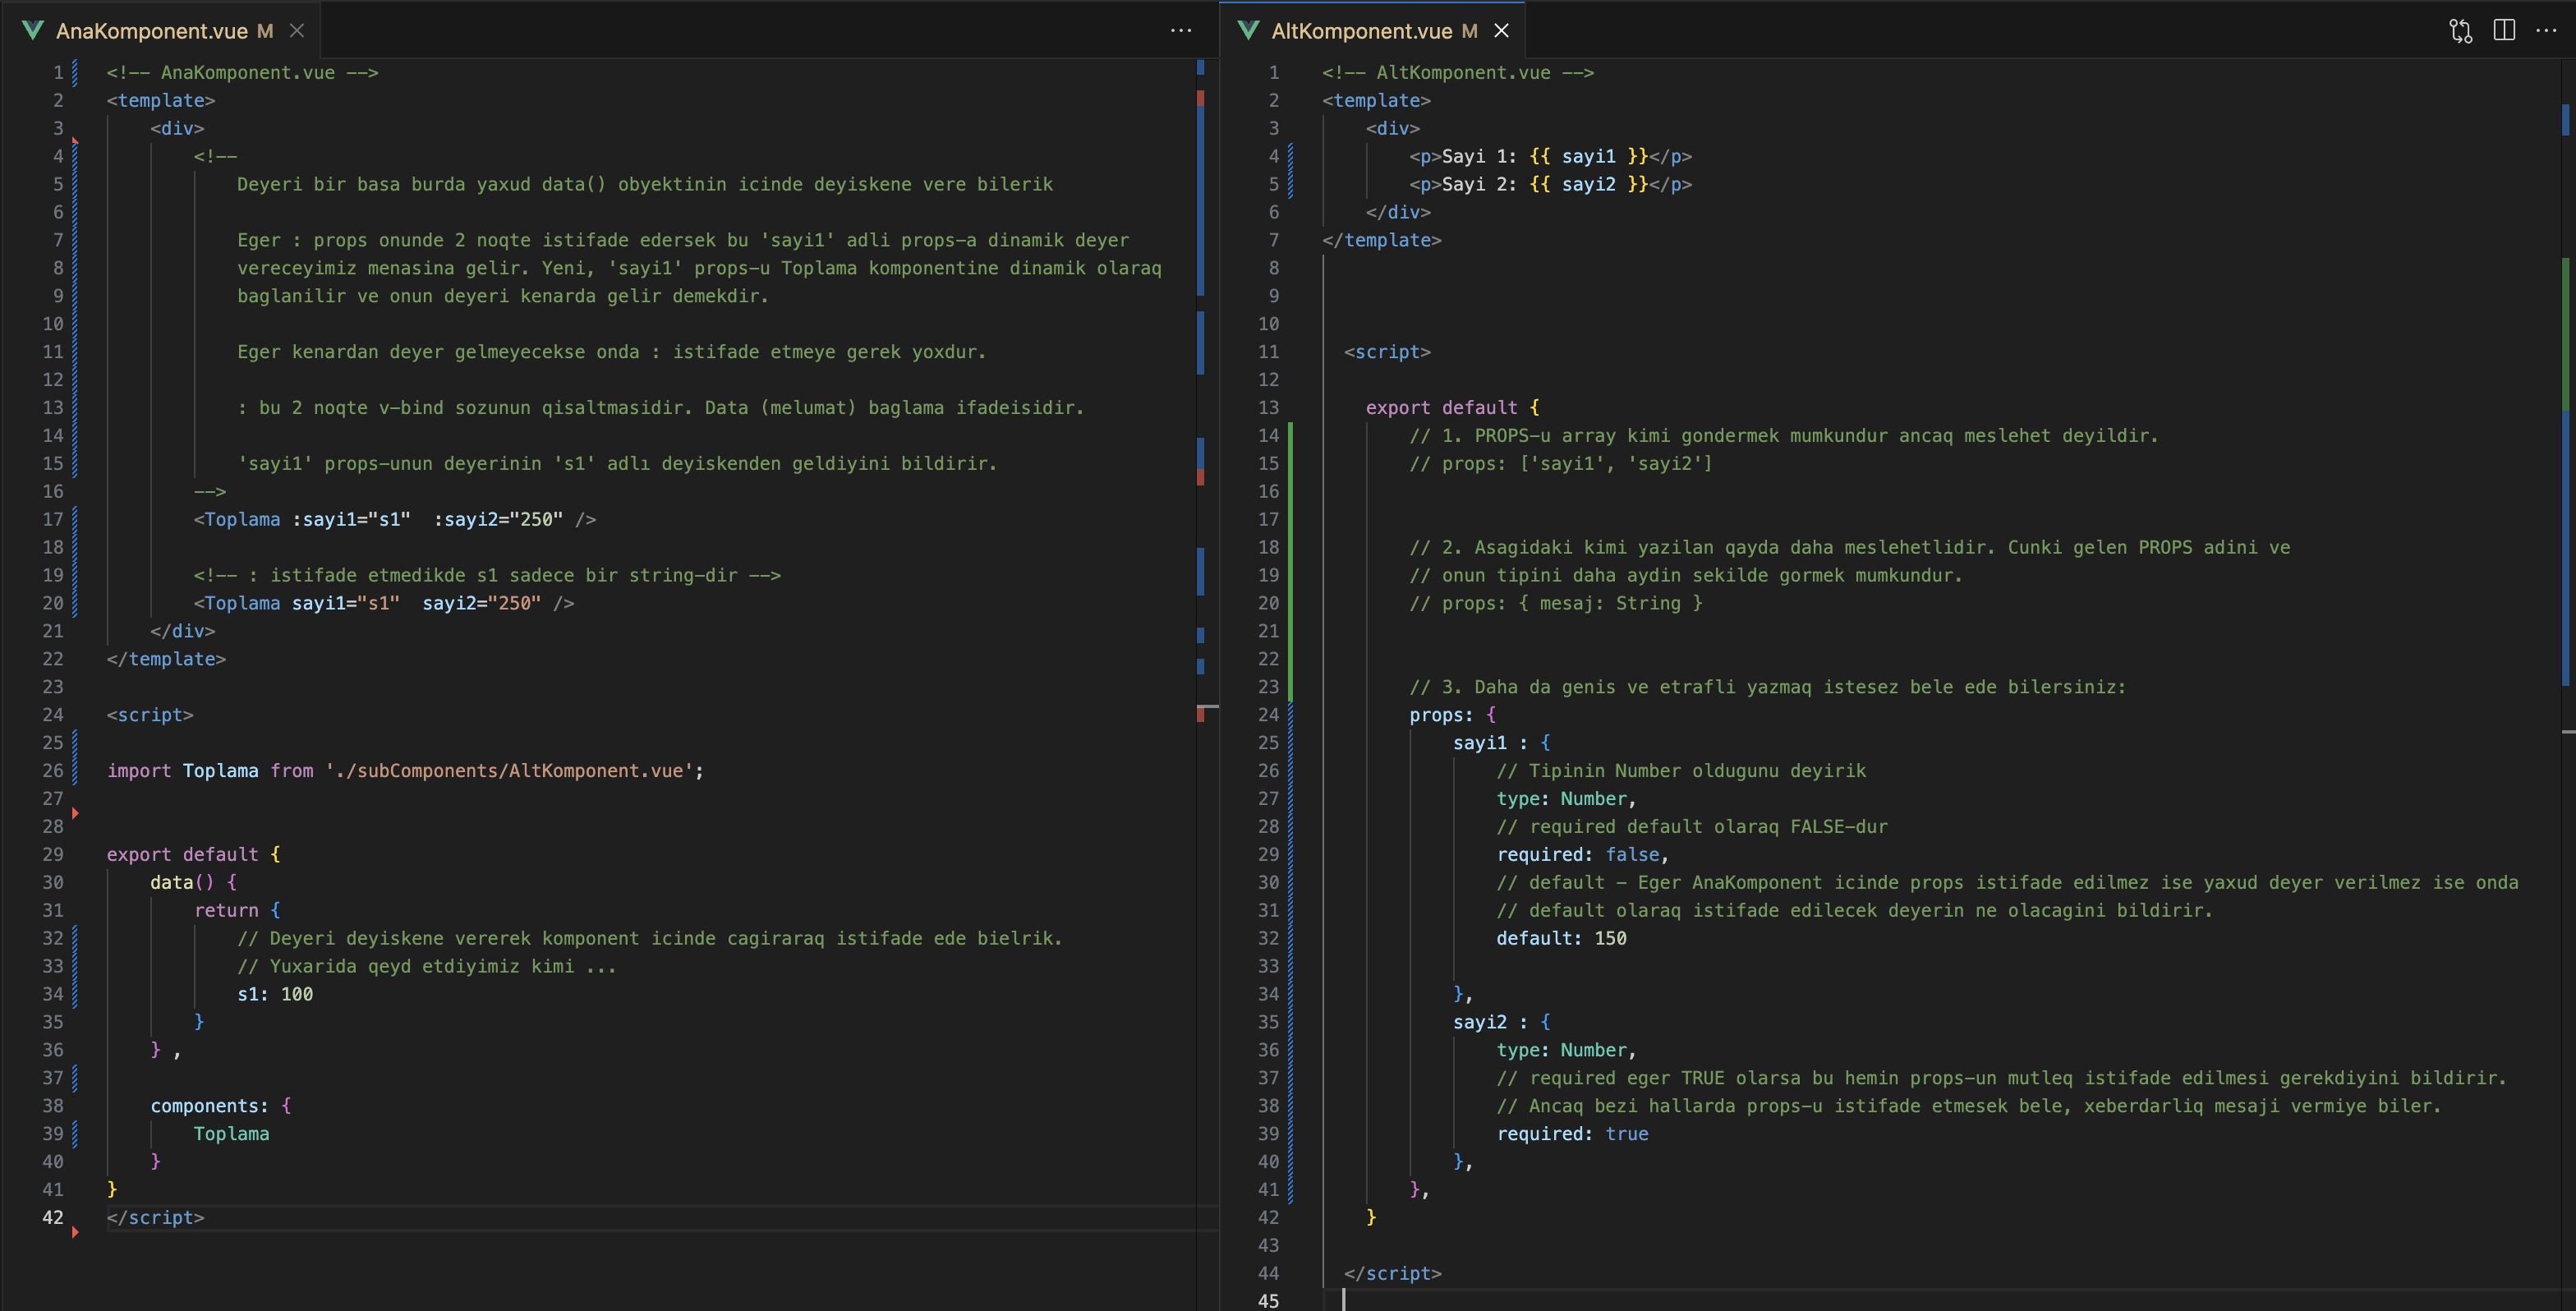 AnaKomponent.vue M
1 <!-- AnaKomponent.vue -->
2 <template>
3 <div>
4 <!--
5 Deyeri bir basa burda yaxud data() obyektinin icinde deyiskene vere bilerik
6
7 Eger : props onunde 2 noqte istifade edersek bu 'sayi1' adli props-a dinamik deyer
8 vereceyimiz menasina gelir. Yeni, 'sayi1' props-u Toplama komponentine dinamik olaraq
9 baglanilir ve onun deyeri kenarda gelir demekdir.
10
11 Eger kenardan deyer gelmeyecekse onda : istifade etmeye gerek yoxdur.
12
13 : bu 2 noqte v-bind sozunun qisaltmasidir. Data (melumat) baglama ifadeisidir.
14
15 'sayi1' props-unun deyerinin 's1' adlı deyiskenden geldiyini bildirir.
16 -->
17 <Toplama :sayi1="s1"  :sayi2="250" />
18
19 <!-- : istifade etmedikde s1 sadece bir string-dir -->
20 <Toplama sayi1="s1"  sayi2="250" />
21 </div>
22 </template>
23
24 <script>
25
26 import Toplama from './subComponents/AltKomponent.vue';
27
28
29 export default {
30 data() {
31 return {
32 // Deyeri deyiskene vererek komponent icinde cagiraraq istifade ede bielrik.
33 // Yuxarida qeyd etdiyimiz kimi ...
34 s1: 100
35 }
36 } ,
37
38 components: {
39 Toplama
40 }
41 }
42 </script>
AltKomponent.vue M
1 <!-- AltKomponent.vue -->
2 <template>
3 <div>
4 <p>Sayi 1: {{ sayi1 }}</p>
5 <p>Sayi 2: {{ sayi2 }}</p>
6 </div>
7 </template>
8
9
10
11 <script>
12
13 export default {
14 // 1. PROPS-u array kimi gondermek mumkundur ancaq meslehet deyildir.
15 // props: ['sayi1', 'sayi2']
16
17
18 // 2. Asagidaki kimi yazilan qayda daha meslehetlidir. Cunki gelen PROPS adini ve
19 // onun tipini daha aydin sekilde gormek mumkundur.
20 // props: { mesaj: String }
21
22
23 // 3. Daha da genis ve etrafli yazmaq istesez bele ede bilersiniz:
24 props: {
25 sayi1 : {
26 // Tipinin Number oldugunu deyirik
27 type: Number,
28 // required default olaraq FALSE-dur
29 required: false,
30 // default - Eger AnaKomponent icinde props istifade edilmez ise yaxud deyer verilmez ise onda
31 // default olaraq istifade edilecek deyerin ne olacagini bildirir.
32 default: 150
33
34 },
35 sayi2 : {
36 type: Number,
37 // required eger TRUE olarsa bu hemin props-un mutleq istifade edilmesi gerekdiyini bildirir.
38 // Ancaq bezi hallarda props-u istifade etmesek bele, xeberdarliq mesaji vermiye biler.
39 required: true
40 },
41 },
42 }
43
44 </script>
45